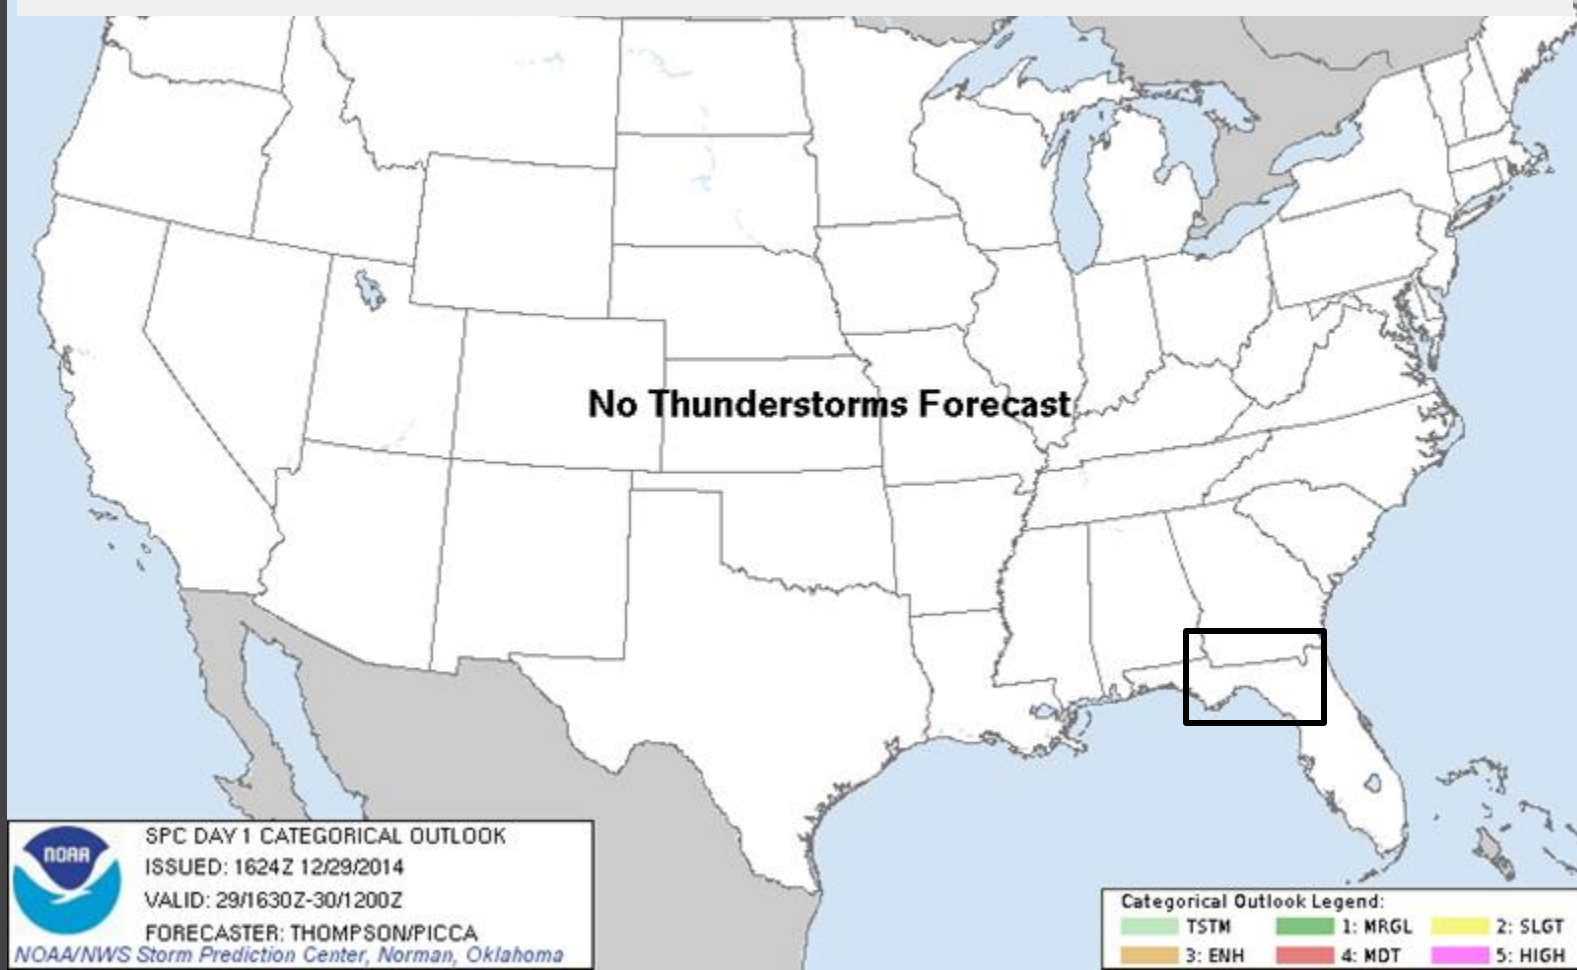 No Thunderstorms Forecast
NOAA
SPC DAY 1 CATEGORICAL OUTLOOK
ISSUED: 1624Z 12/29/2014
VALID: 29/1630Z-30/1200Z
FORECASTER: THOMPSON/PICCA
NOAA/NWS Storm Prediction Center, Norman, Oklahoma
Categorical Outlook Legend:
TSTM 1: MRGL 2: SLGT
3: ENH 4: MDT 5: HIGH